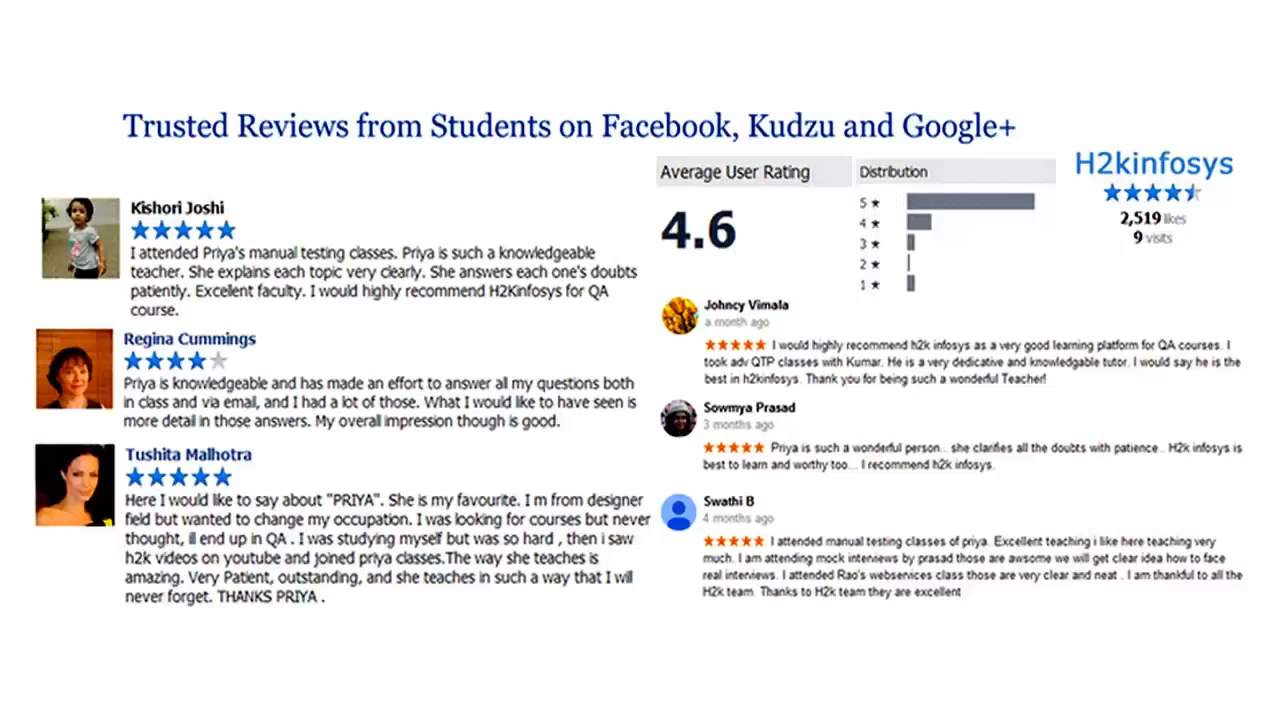 Trusted Reviews from Students on Facebook, Kudzu and Google+
Kishori Joshi
I attended Priya's manual testing classes. Priya is such a knowledgeable
teacher. She explains each topic very clearly. She answers each one's doubts
patiently. Excellent faculty. I would highly recommend H2Kinfosys for QA
course.
Regina Cummings
Priya is knowledgeable and has made an effort to answer all my questions both
in class and via email, and I had a lot of those. What I would like to have seen is
more detail in those answers. My overall impression though is good.
Tushita Malhotra
Here I would like to say about "PRIYA". She is my favourite. I m from designer
field but wanted to change my occupation. I was looking for courses but never
thought, ill end up in QA . I was studying myself but was so hard , then i saw
h2k videos on youtube and joined priya classes.The way she teaches is
amazing. Very Patient, outstanding, and she teaches in such a way that I will
never forget. THANKS PRIYA .
Average User Rating
4.6
Distribution
5 ★
4 ★
3 ★
2 ★
1 ★
H2kinfosys
2,519 likes
9 visits
Johncy Vimala
a month ago
I would highly recommend h2k infosys as a very good learning platform for QA courses. I
took adv QTP classes with Kumar. He is a very dedicative and knowledgable tutor. I would say he is the
best in h2kinfosys. Thank you for being such a wonderful Teacher!
Sowmya Prasad
3 months ago
Priya is such a wonderful person.. she clarifies all the doubts with patience.. H2k infosys is
best to learn and worthy too... I recommend h2k infosys.
Swathi B
4 months ago
I attended manual testing classes of priya. Excellent teaching i like here teaching very
much. I am attending mock interviews by prasad those are awsome we will get clear idea how to face
real interviews. I attended Rao's webservices class those are very clear and neat . I am thankful to all the
H2k team. Thanks to H2k team they are excellent